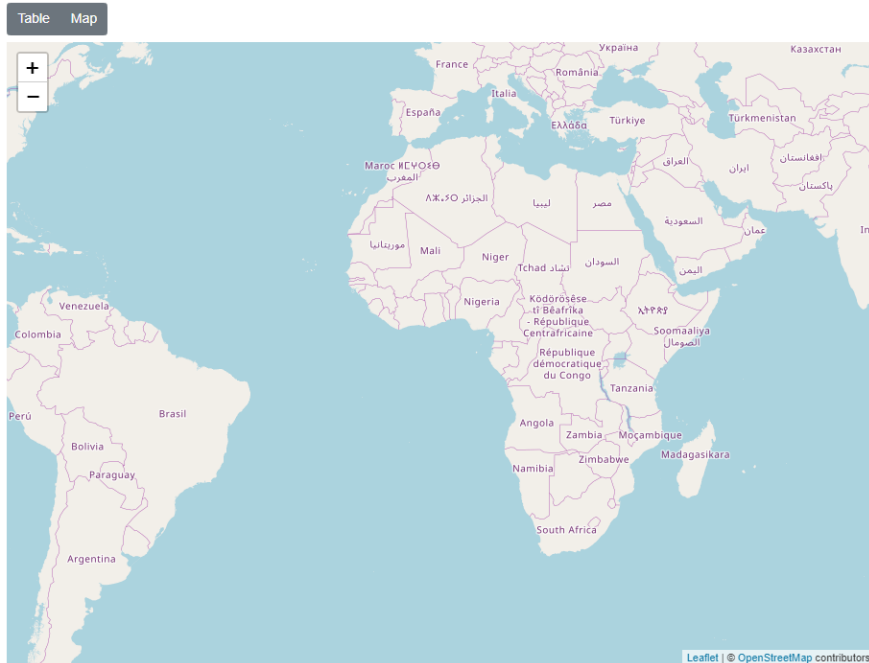 Table Map
+
−
Україна
Казахстан
France
România
Italia
España
Ελλάδα
Türkiye
Türkmenistan
العراق
ایران
افغانستان
پاکستان
Maroc ⵍⵎⵖⵔⵉⴱ
المغرب
الجزائر
ليبيا
مصر
السعودية
عمان
In
موريتانيا
Mali
Niger
Tchad تشاد
السودان
اليمن
Nigeria
Ködörösêse
tî Bêafrîka
- République
Centrafricaine
Soomaaliya
الصومال
République
démocratique
du Congo
Tanzania
Venezuela
Colombia
Perú
Brasil
Bolivia
Paraguay
Argentina
Angola
Zambia
Moçambique
Zimbabwe
Madagasikara
Namibia
South Africa
Leaflet | © OpenStreetMap contributors